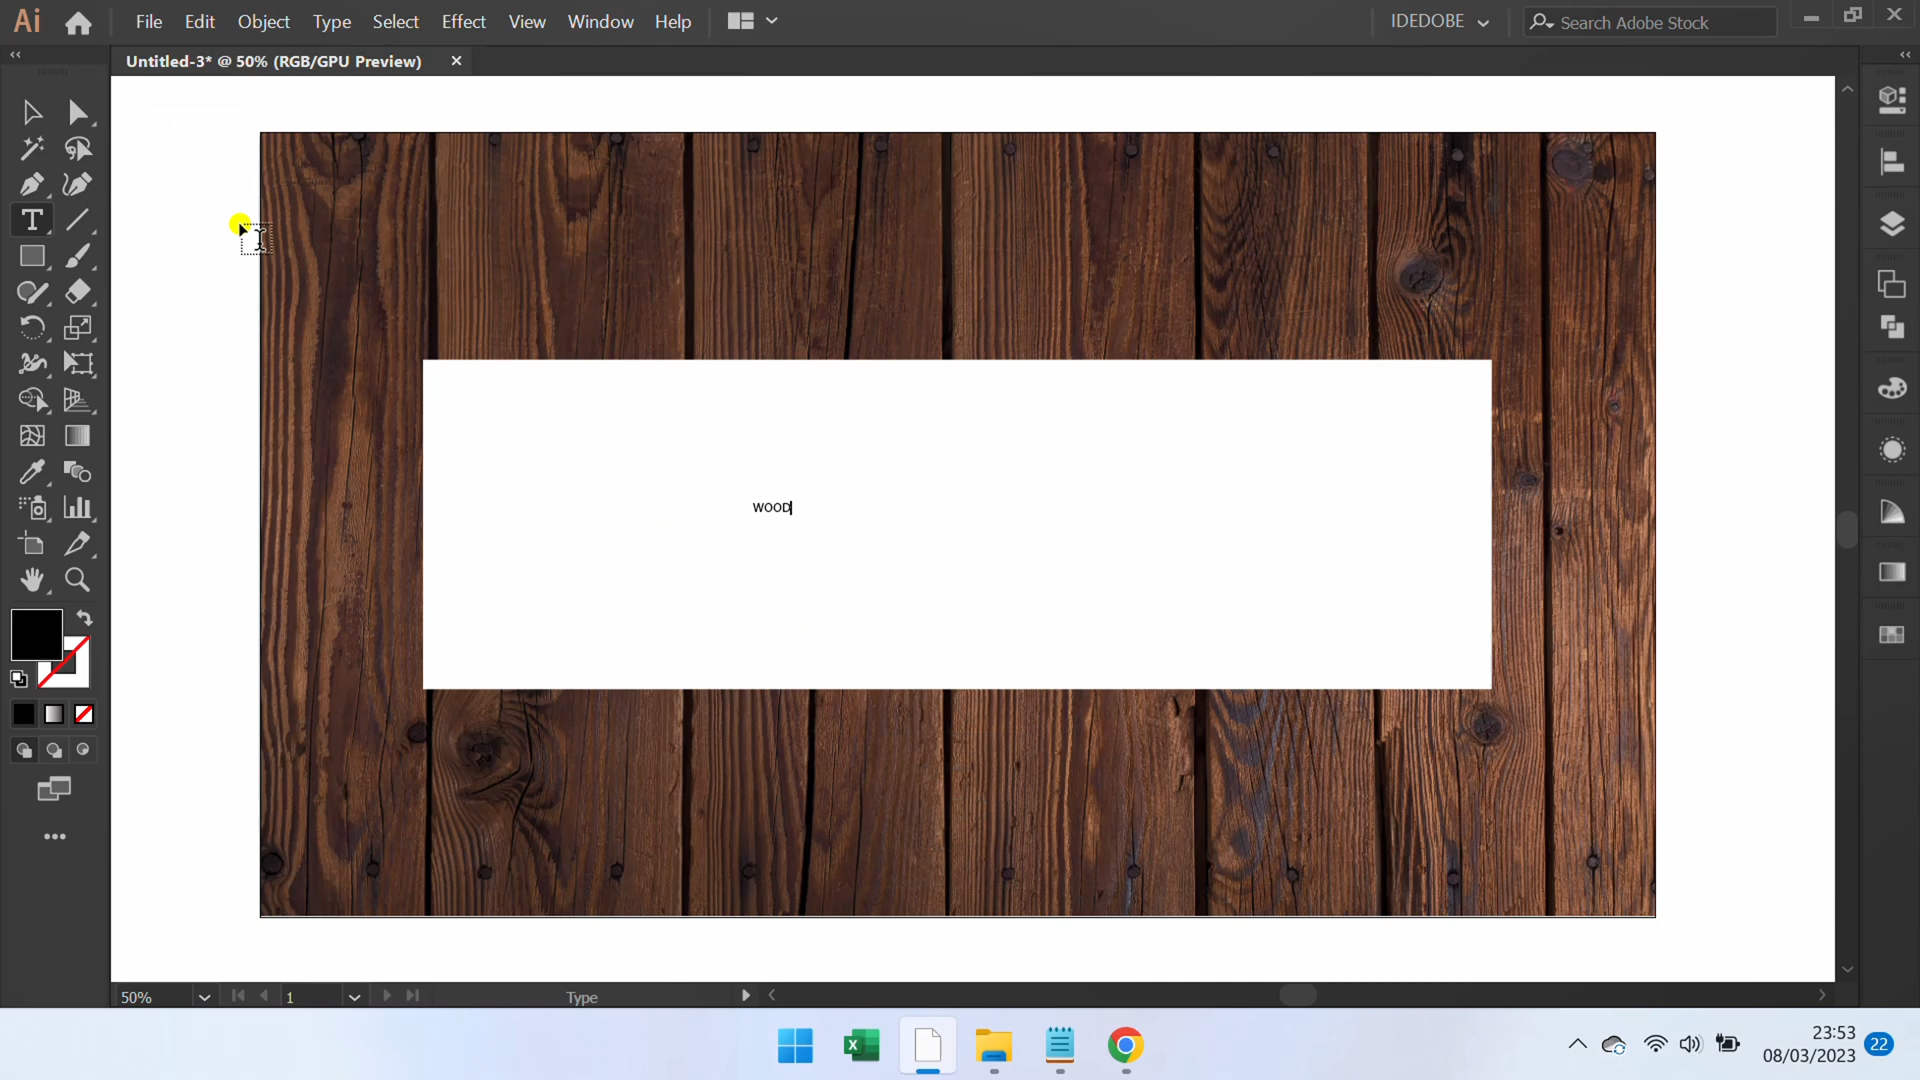 Ai File Edit Object Type Select Effect View Window Help IDEDOBE Search Adobe Stock
Untitled-3* @ 50% (RGB/GPU Preview)
WOOD
50% 1 Type
23:53
08/03/2023 22